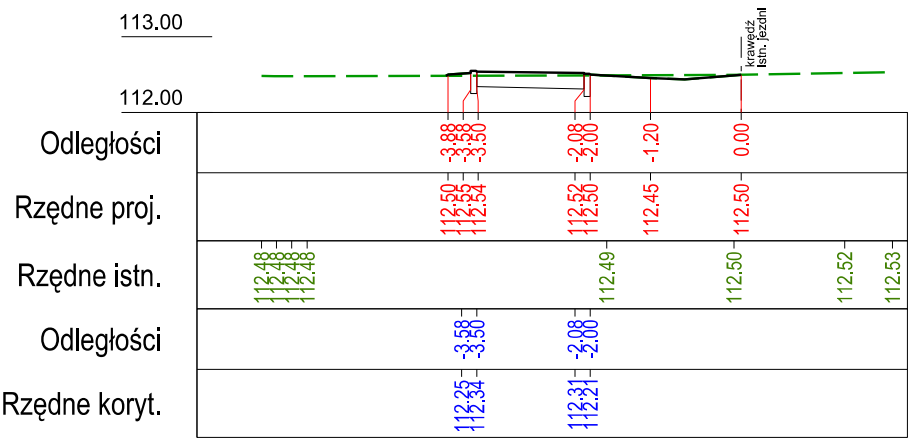 113.00
krawędź
istn. jezdni
112.00
Odległości
-3.88 -3.58 -3.50 -2.08 -2.00 -1.20 0.00
Rzędne proj.
112.50 112.55 112.54 112.52 112.50 112.45 112.50
Rzędne istn.
112.48 112.48 112.48 112.48 112.49 112.50 112.52 112.53
Odległości
-3.58 -3.50 -2.08 -2.00
Rzędne koryt.
112.25 112.34 112.31 112.21